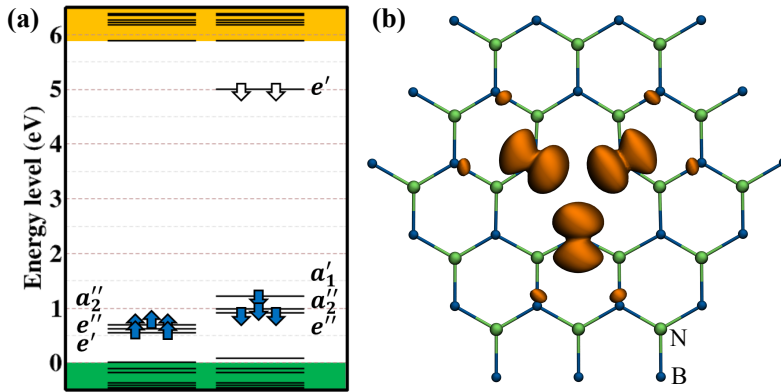 (a)
Energy level (eV)
6
5
4
3
2
1
0
e′
a″₂
e″
e′
a′₁
a″₂
e″
(b)
N
B